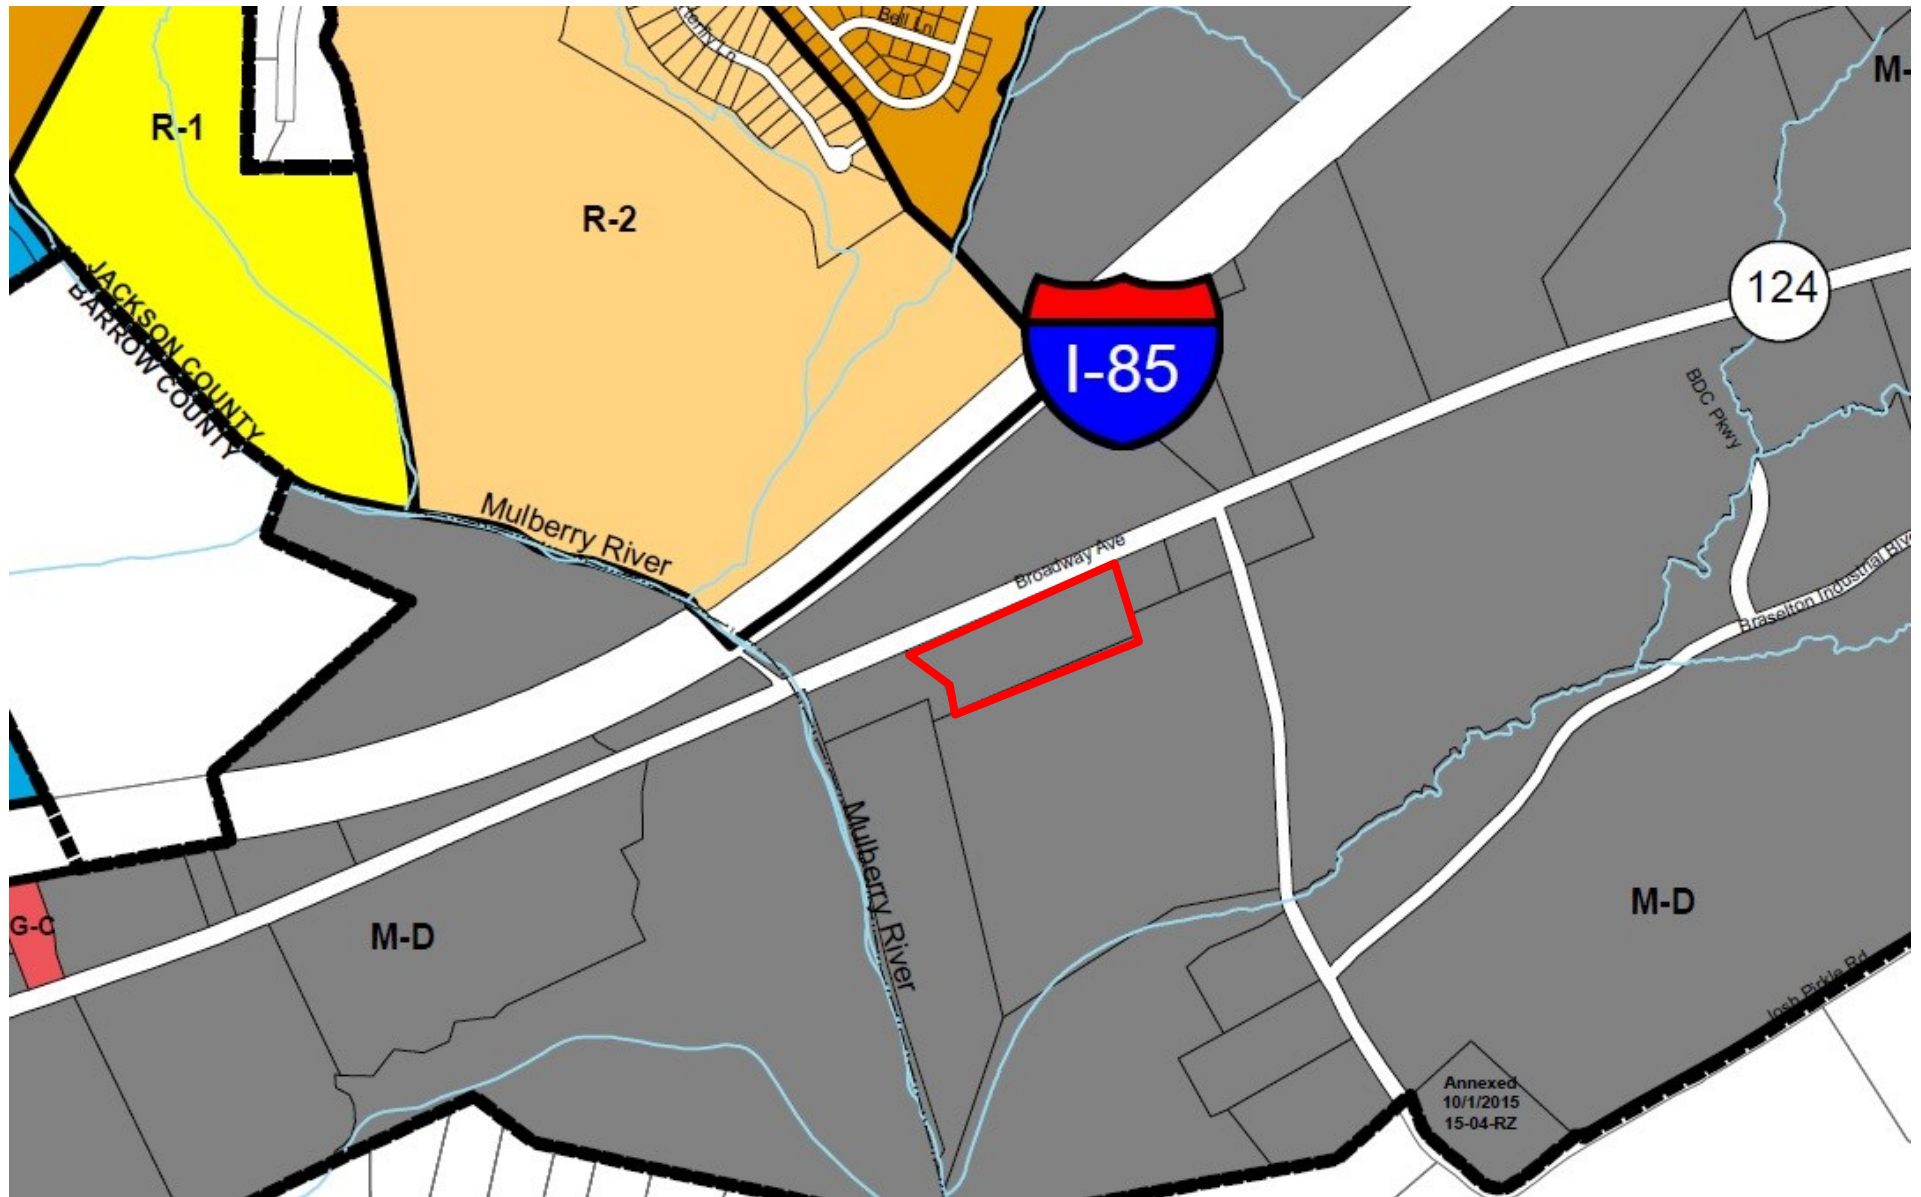 Bell Ln
M-
R-1
R-2
124
JACKSON COUNTY
BARROW COUNTY
I-85
BDC Pkwy
Mulberry River
Broadway Ave
Braselton Industrial Blv
Mulberry River
G-C
M-D
M-D
Josh Pirkle Rd
Annexed
10/1/2015
15-04-RZ